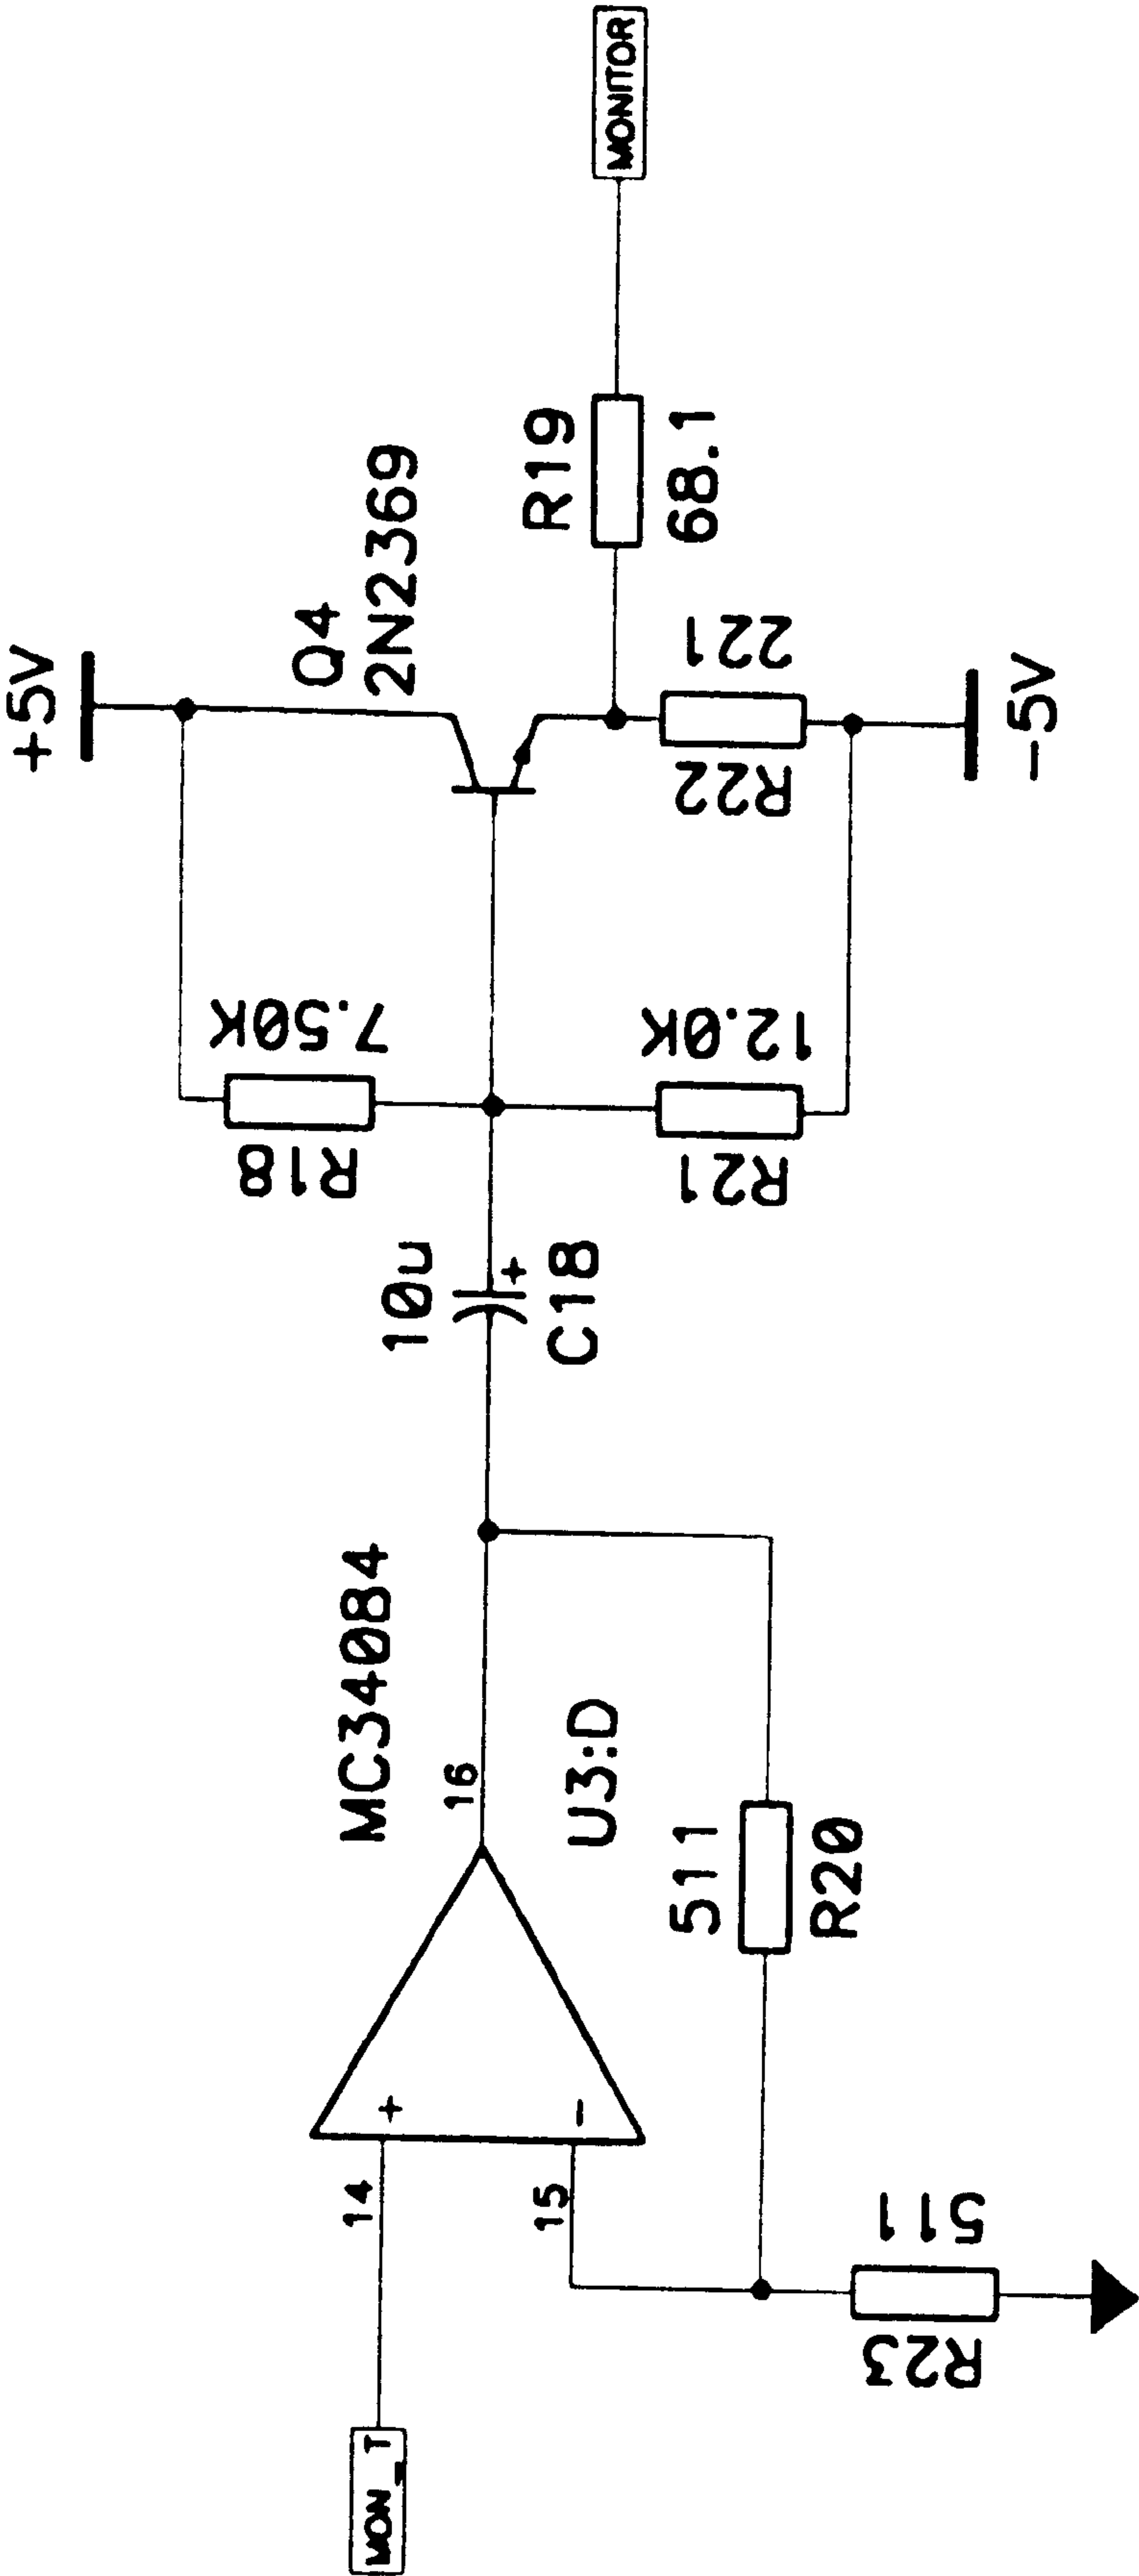 +5V
Q4
2N2369
R19
68.1
MONITOR
221
R22
-5V
7.50K
R18
12.0K
R21
10u
+
C18
MC34084
16
U3:D
511
R20
+
-
14
15
511
R23
MON_T